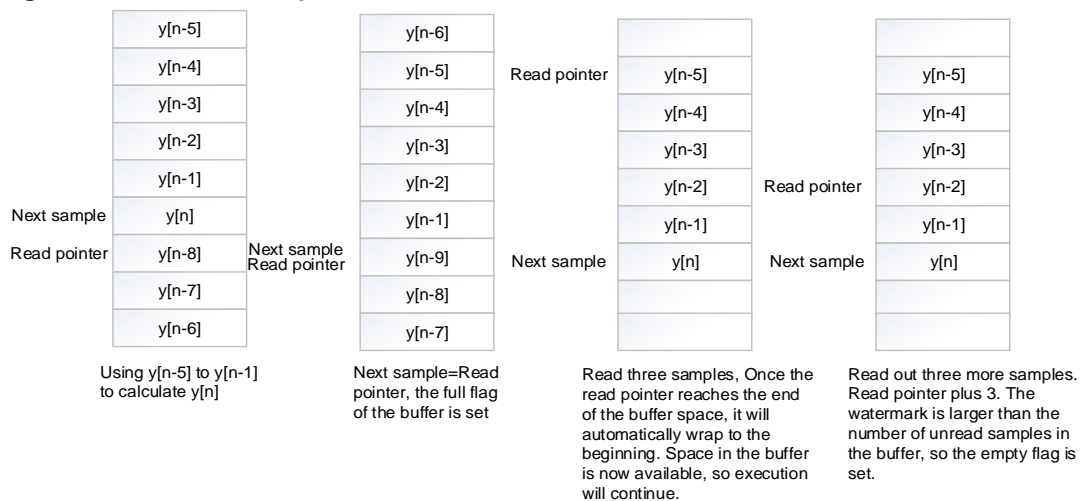 y[n-5]
y[n-4]
y[n-3]
y[n-2]
y[n-1]
Next sample
y[n]
Read pointer
y[n-8]
y[n-7]
y[n-6]
Using y[n-5] to y[n-1]
to calculate y[n]
y[n-6]
y[n-5]
y[n-4]
y[n-3]
y[n-2]
y[n-1]
Next sample
Read pointer
y[n-9]
y[n-8]
y[n-7]
Next sample=Read
pointer, the full flag
of the buffer is set
Read pointer
y[n-5]
y[n-4]
y[n-3]
y[n-2]
y[n-1]
Next sample
y[n]
Read three samples, Once the
read pointer reaches the end
of the buffer space, it will
automatically wrap to the
beginning. Space in the buffer
is now available, so execution
will continue.
y[n-5]
y[n-4]
y[n-3]
Read pointer
y[n-2]
y[n-1]
Next sample
y[n]
Read out three more samples.
Read pointer plus 3. The
watermark is larger than the
number of unread samples in
the buffer, so the empty flag is
set.